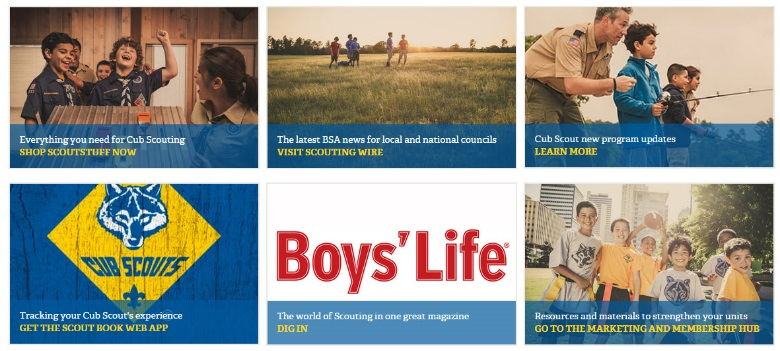 Everything you need for Cub Scouting
SHOP SCOUTSTUFF NOW
The latest BSA news for local and national councils
VISIT SCOUTING WIRE
Cub Scout new program updates
LEARN MORE
CUB SCOUTS
Tracking your Cub Scout's experience
GET THE SCOUT BOOK WEB APP
Boys' Life®
The world of Scouting in one great magazine
DIG IN
Resources and materials to strengthen your units
GO TO THE MARKETING AND MEMBERSHIP HUB